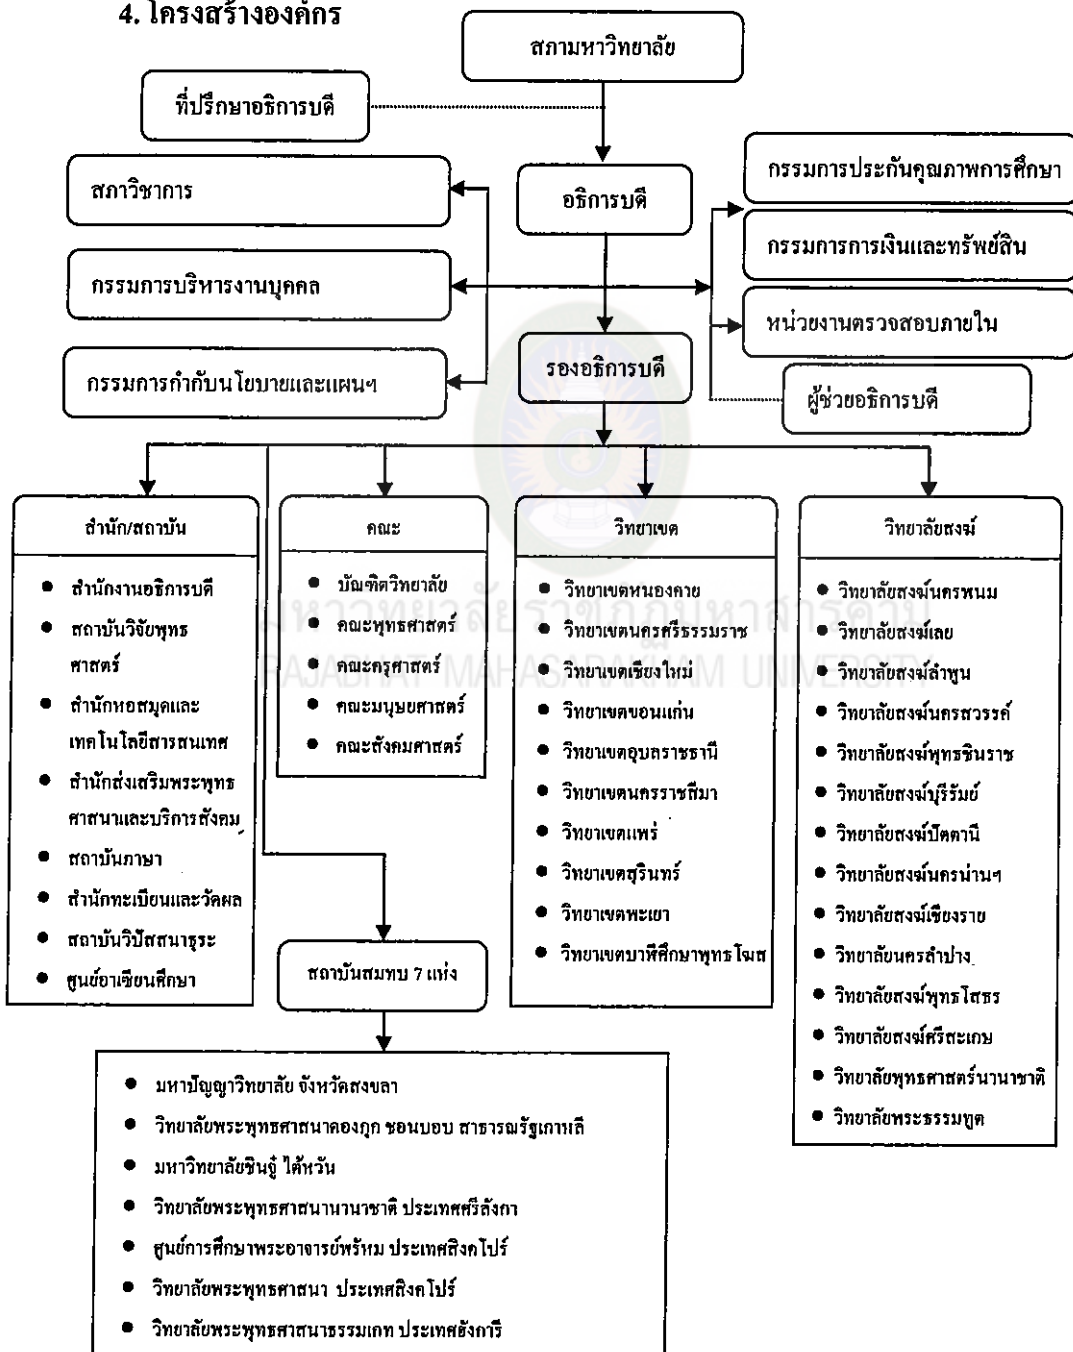 4. โครงสร้างองค์กร
สภามหาวิทยาลัย
ที่ปรึกษาอธิการบดี
อธิการบดี
สภาวิชาการ
กรรมการบริหารงานบุคคล
กรรมการกำกับนโยบายและแผนฯ
กรรมการประกันคุณภาพการศึกษา
กรรมการการเงินและทรัพย์สิน
หน่วยงานตรวจสอบภายใน
ผู้ช่วยอธิการบดี
รองอธิการบดี
สำนัก/สถาบัน
● สำนักงานอธิการบดี
● สถาบันวิจัยพุทธ
ศาสตร์
● สำนักหอสมุดและ
เทคโนโลยีสารสนเทศ
● สำนักส่งเสริมพระพุทธ
ศาสนาและบริการสังคม
● สถาบันภาษา
● สำนักทะเบียนและวัดผล
● สถาบันวิปัสสนาธุระ
● ศูนย์อาเซียนศึกษา
คณะ
● บัณฑิตวิทยาลัย
● คณะพุทธศาสตร์
● คณะครุศาสตร์
● คณะมนุษยศาสตร์
● คณะสังคมศาสตร์
วิทยาเขต
● วิทยาเขตหนองคาย
● วิทยาเขตนครศรีธรรมราช
● วิทยาเขตเชียงใหม่
● วิทยาเขตขอนแก่น
● วิทยาเขตอุบลราชธานี
● วิทยาเขตนครราชสีมา
● วิทยาเขตแพร่
● วิทยาเขตสุรินทร์
● วิทยาเขตพะเยา
● วิทยาเขตบาฬีศึกษาพุทธโฆส
วิทยาลัยสงฆ์
● วิทยาลัยสงฆ์นครพนม
● วิทยาลัยสงฆ์เลย
● วิทยาลัยสงฆ์ลำพูน
● วิทยาลัยสงฆ์นครสวรรค์
● วิทยาลัยสงฆ์พุทธชินราช
● วิทยาลัยสงฆ์บุรีรัมย์
● วิทยาลัยสงฆ์ปัตตานี
● วิทยาลัยสงฆ์นครน่านฯ
● วิทยาลัยสงฆ์เชียงราย
● วิทยาลัยนครลำปาง
● วิทยาลัยสงฆ์พุทธโสธร
● วิทยาลัยสงฆ์ศรีสะเกษ
● วิทยาลัยพุทธศาสตร์นานาชาติ
● วิทยาลัยพระธรรมทูต
มหาวิทยาลัยราชภัฏมหาสารคาม
RAJABHAT MAHASARAKHAM UNIVERSITY
สถาบันสมทบ 7 แห่ง
● มหาปัญญาวิทยาลัย จังหวัดสงขลา
● วิทยาลัยพระพุทธศาสนาดองกุก ชอนบอบ สาธารณรัฐเกาหลี
● มหาวิทยาลัยชินจู๋ ไต้หวัน
● วิทยาลัยพระพุทธศาสนานานาชาติ ประเทศศรีลังกา
● ศูนย์การศึกษาพระอาจารย์พรัหม ประเทศสิงคโปร์
● วิทยาลัยพระพุทธศาสนา ประเทศสิงคโปร์
● วิทยาลัยพระพุทธศาสนาธรรมเกท ประเทศฮังการี